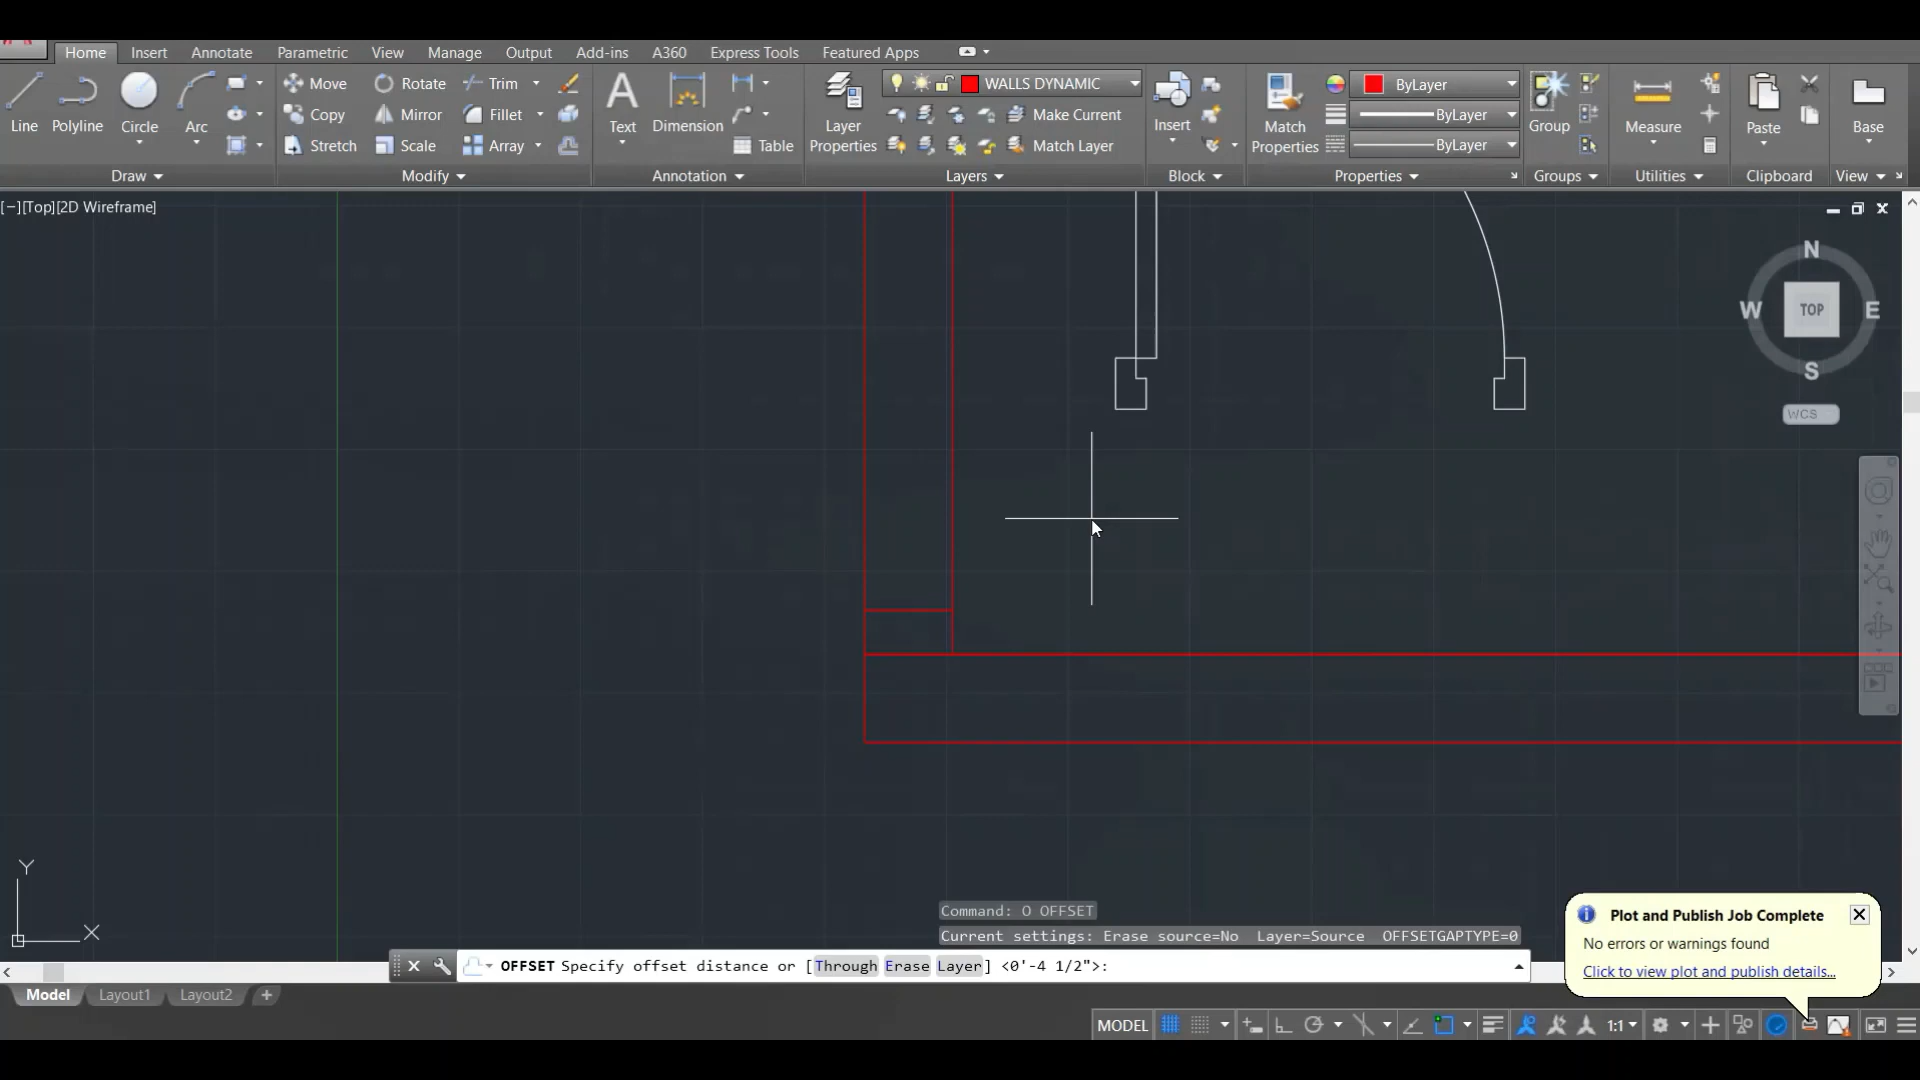 Home Insert Annotate Parametric View Manage Output Add-ins A360 Express Tools Featured Apps
Line Polyline Circle Arc
Move Rotate Trim
Copy Mirror Fillet
Stretch Scale Array
Text Dimension Table
Layer Properties
WALLS DYNAMIC
Make Current
Match Layer
Insert
Match Properties
ByLayer
ByLayer
ByLayer
Group Measure Paste Base
Draw Modify Annotation Layers Block Properties Groups Utilities Clipboard View
[−][Top][2D Wireframe]
N
W TOP E
S
WCS
Y
X
Command: O OFFSET
Current settings: Erase source=No Layer=Source OFFSETGAPTYPE=0
OFFSET Specify offset distance or [Through Erase Layer] <0'-4 1/2">:
Plot and Publish Job Complete
No errors or warnings found
Click to view plot and publish details...
Model Layout1 Layout2 +
MODEL 1:1